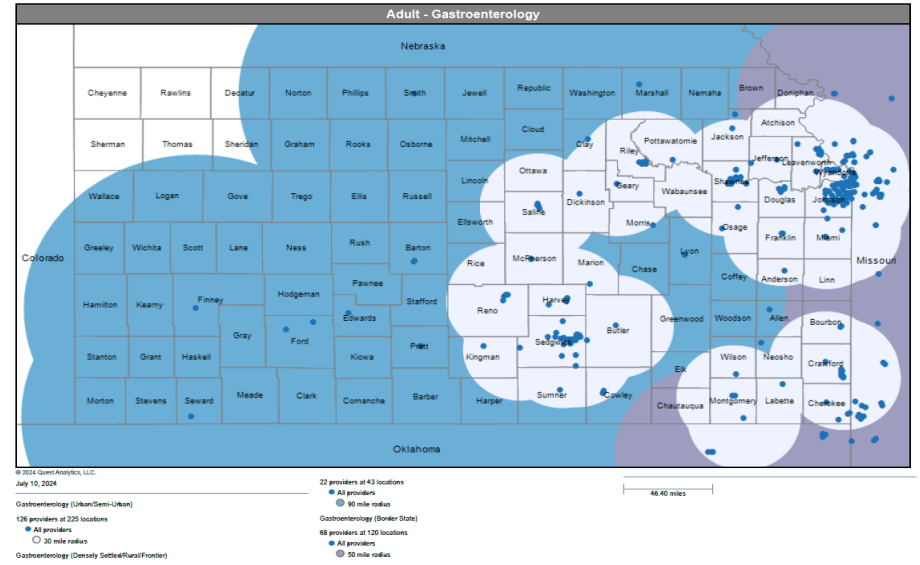 Adult - Gastroenterology
Nebraska
Cheyenne Rawlins Decatur Norton Phillips Smith Jewell Republic Washington Marshall Nemaha Brown Doniphan
Atchison
Sherman Thomas Sheridan Graham Rooks Osborne Mitchell Cloud Clay Riley Pottawatomie Jackson Jefferson Leavenworth
Wyandotte
Wallace Logan Gove Trego Ellis Russell Lincoln Ottawa Dickinson Geary Wabaunsee Shawnee Douglas Johnson
Ellsworth Saline Morris Osage Franklin Miami
Colorado Greeley Wichita Scott Lane Ness Rush Barton Rice McPherson Marion Chase Lyon Coffey Anderson Linn Missouri
Pawnee
Hamilton Kearny Finney Hodgeman Edwards Stafford Reno Harvey Butler Greenwood Woodson Allen Bourbon
Gray Ford
Stanton Grant Haskell Kiowa Pratt Kingman Sedgwick Elk Wilson Neosho Crawford
Morton Stevens Seward Meade Clark Comanche Barber Harper Sumner Cowley Chautauqua Montgomery Labette Cherokee
Oklahoma
© 2024 Quest Analytics, LLC.
July 10, 2024
Gastroenterology (Urban/Semi-Urban)
126 providers at 225 locations
All providers
30 mile radius
Gastroenterology (Densely Settled/Rural/Frontier)
22 providers at 43 locations
All providers
90 mile radius
Gastroenterology (Border State)
68 providers at 120 locations
All providers
50 mile radius
46.40 miles